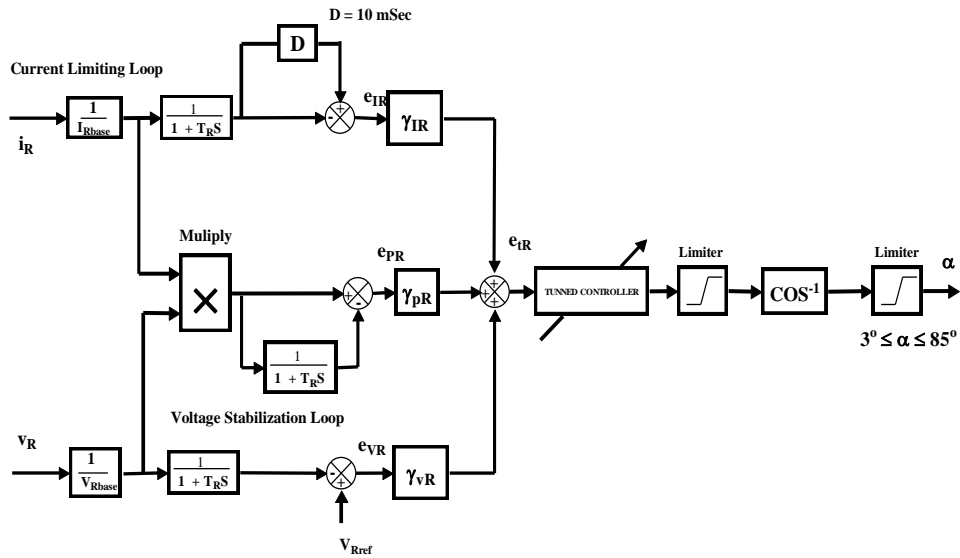 D = 10 mSec
D
Current Limiting Loop
i_R
1
I_Rbase
1
1 + T_RS
-
+
e_IR
γ_IR
Muliply
×
e_PR
+
-
γ_pR
1
1 + T_RS
+
+
+
e_tR
TUNNED CONTROLLER
Limiter
COS⁻¹
Limiter
α
3° ≤ α ≤ 85°
Voltage Stabilization Loop
v_R
1
V_Rbase
1
1 + T_RS
-
+
e_VR
γ_vR
V_Rref